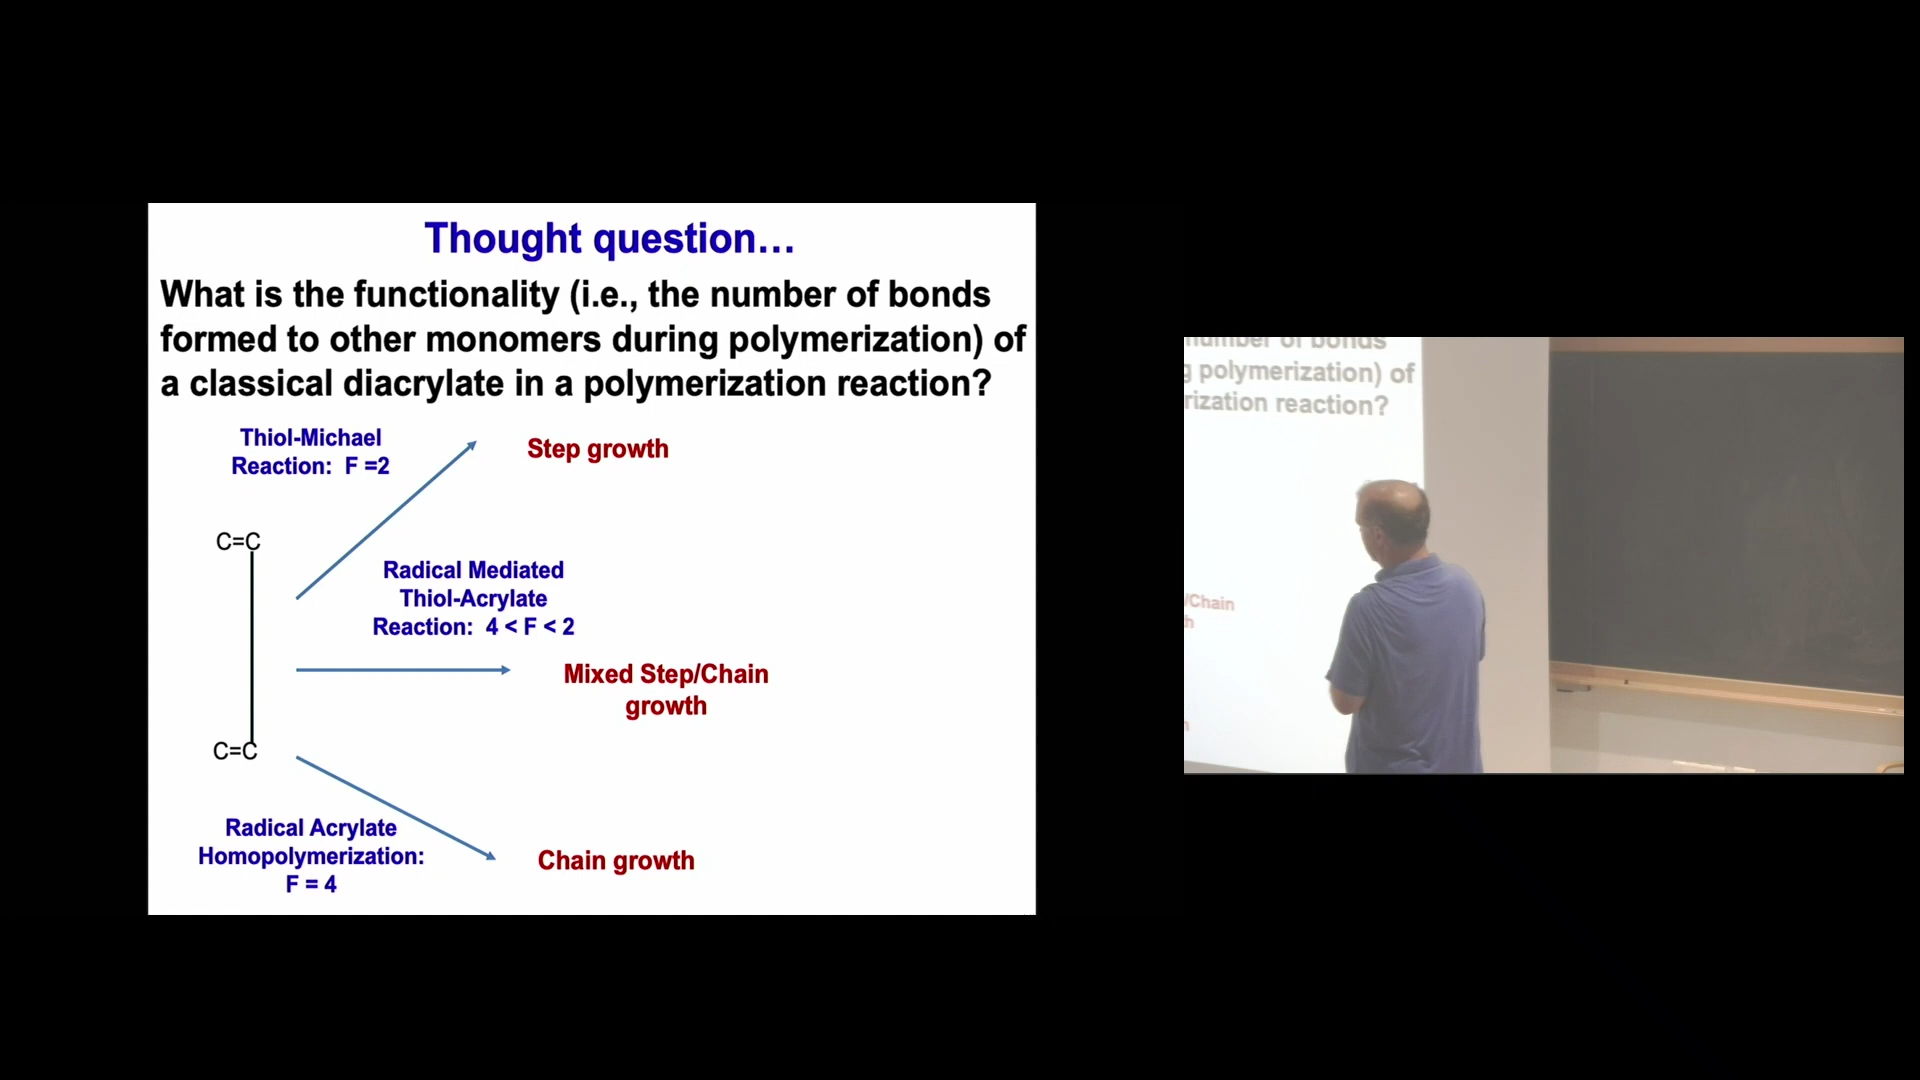 Thought question…
What is the functionality (i.e., the number of bonds
formed to other monomers during polymerization) of
a classical diacrylate in a polymerization reaction?
Thiol-Michael
Reaction: F =2
Step growth
C=C
Radical Mediated
Thiol-Acrylate
Reaction: 4 < F < 2
Mixed Step/Chain
growth
C=C
Radical Acrylate
Homopolymerization:
F = 4
Chain growth
number of bonds
g polymerization) of
rization reaction?
/Chain
h